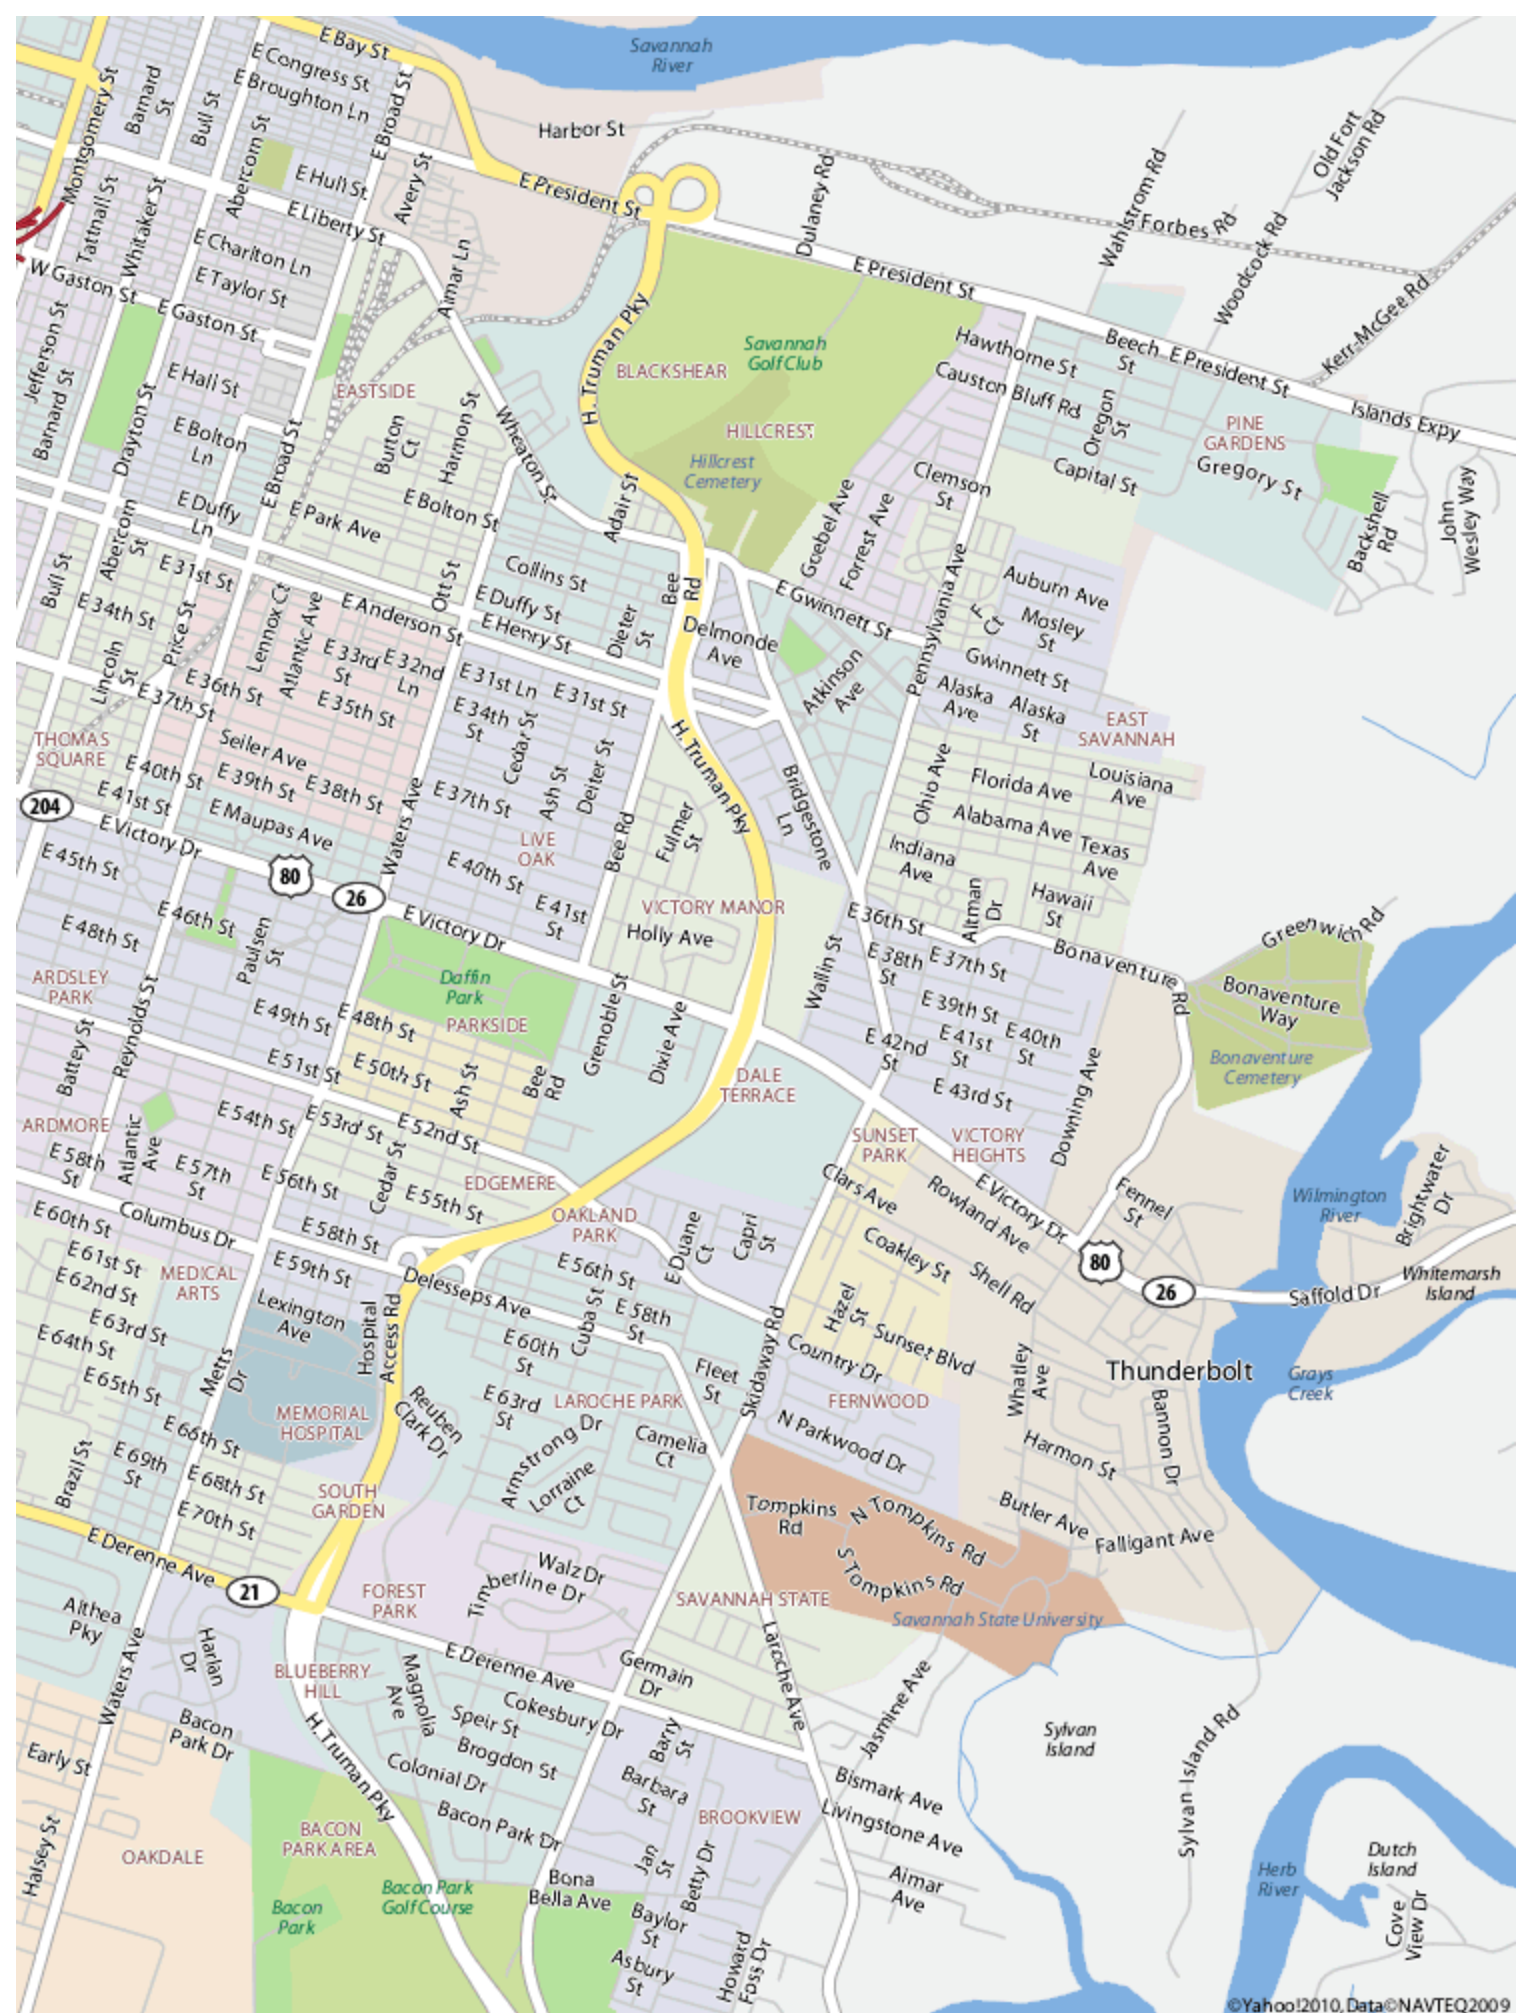 E Bay St
Savannah
River
E Congress St
E Broughton Ln
Montgomery St
Barnard
St
Bull St
E Broad St
Harbor St
Old Fort
Jackson Rd
Abercorn St
E Hull St
Avery St
E President St
Dulaney Rd
Wahlstrom Rd
Forbes Rd
Woodcock Rd
Tattnall St
Whitaker St
E Liberty St
E Charlton Ln
E Taylor St
Aimar Ln
W Gaston St
E Gaston St
E President St
Kerr-McGee Rd
Jefferson St
H. Truman Pky
Savannah
Golf Club
Hawthorne St
Beech
St
E President St
BLACKSHEAR
Causton Bluff Rd
Islands Expy
E Hall St
EASTSIDE
Barnard St
Drayton St
E Bolton
Ln
Button
Ct
Harmon St
Wheaton St
HILLCREST
Hillcrest
Cemetery
Oregon
St
PINE
GARDENS
Gregory St
Capital St
Clemson
St
E Broad St
E Duffy
Ln
E Park Ave
E Bolton St
Adair St
Goebel Ave
Forrest Ave
Backshell
Rd
John
Wesley Way
Abercorn
St
Bull St
E 31st St
E 34th St
Collins St
Bee
Rd
E Gwinnett St
Auburn Ave
F
Ct
Mosley
St
Ott St
E Duffy St
E Henry St
E Anderson St
Dieter
St
Delmonde
Ave
Pennsylvania Ave
Gwinnett St
Price St
Lennox Ct
Atlantic Ave
Lincoln
St
E 33rd
St
E 32nd
Ln
E 36th St
E 37th St
E 35th St
E 31st Ln
E 31st St
E 34th
St
Atkinson
Ave
Alaska
Ave
Alaska
St
EAST
SAVANNAH
THOMAS
SQUARE
Seiler Ave
E 40th St
E 39th St
E 38th St
E 41st St
E Maupas Ave
Cedar St
Ash St
Deiter St
H. Truman Pky
Bridgestone
Ln
Ohio Ave
Florida Ave
Louisiana
Ave
Alabama Ave
Texas
Ave
204
E Victory Dr
Waters Ave
E 37th St
LIVE
OAK
Bee Rd
Fulmer
St
Indiana
Ave
E 45th St
80
26
E 40th St
E 41st
St
VICTORY MANOR
Holly Ave
E 36th St
Altman
Dr
Hawaii
St
E 46th St
E 48th St
Paulsen
St
E Victory Dr
Bonaventure Rd
Greenwich Rd
E 38th
St
E 37th St
ARDSLEY
PARK
Daffin
Park
PARKSIDE
Grenoble St
Wallin St
Bonaventure
Way
E 39th St
E 41st
St
E 40th
St
Reynolds St
E 49th St
E 48th St
E 42nd
St
Bonaventure
Cemetery
Battey St
E 51st St
E 50th St
Ash St
Bee
Rd
Dixie Ave
DALE
TERRACE
E 43rd St
Downing Ave
ARDMORE
Atlantic
Ave
E 54th St
E 53rd St
E 52nd St
SUNSET
PARK
VICTORY
HEIGHTS
E 58th
St
E 57th
St
E 56th St
Cedar St
E 55th St
EDGEMERE
Clars Ave
E Victory Dr
Rowland Ave
Fennel
St
Wilmington
River
Brightwater
Dr
E 60th St
Columbus Dr
E 58th St
OAKLAND
PARK
E Duane
Ct
Capri
St
Coakley St
80
26
E 61st St
E 62nd St
MEDICAL
ARTS
E 59th St
Delesseps Ave
E 56th St
Shell Rd
Saffold Dr
Whitemarsh
Island
E 63rd St
E 64th St
Lexington
Ave
Hospital
Access Rd
Cuba St
E 58th
St
E 60th
St
Skidaway Rd
Hazel
St
Sunset Blvd
Country Dr
E 65th St
Metts
Dr
Fleet
St
Whatley
Ave
Thunderbolt
Grays
Creek
E 63rd
St
LAROCHE PARK
FERNWOOD
Bannon Dr
E 66th St
MEMORIAL
HOSPITAL
Reuben
Clark Dr
Armstrong Dr
Camelia
Ct
N Parkwood Dr
Harmon St
E 69th
St
E 68th St
Brazil St
Lorraine
Ct
SOUTH
GARDEN
Tompkins
Rd
N Tompkins Rd
Butler Ave
Falligant Ave
E 70th St
E Derenne Ave
21
Walz Dr
Timberline Dr
S Tompkins Rd
FOREST
PARK
SAVANNAH STATE
Savannah State University
Althea
Pky
Harlan
Dr
Waters Ave
BLUEBERRY
HILL
E Derenne Ave
Germain
Dr
Laroche Ave
Magnolia
Ave
Cokesbury Dr
Speir St
Jasmine Ave
Sylvan
Island
Bacon
Park Dr
Early St
H. Truman Pky
Brogdon St
Colonial Dr
Barry
St
Barbara
St
Bismark Ave
Sylvan Island Rd
Bacon Park Dr
BROOKVIEW
Livingstone Ave
OAKDALE
BACON
PARK AREA
Halsey St
Jan
St
Betty Dr
Dutch
Island
Herb
River
Bacon Park
Golf Course
Bacon
Park
Bona
Bella Ave
Aimar
Ave
Baylor
St
Cove
View Dr
Asbury
St
Howard
Foss Dr
©Yahoo!2010, Data©NAVTEQ2009